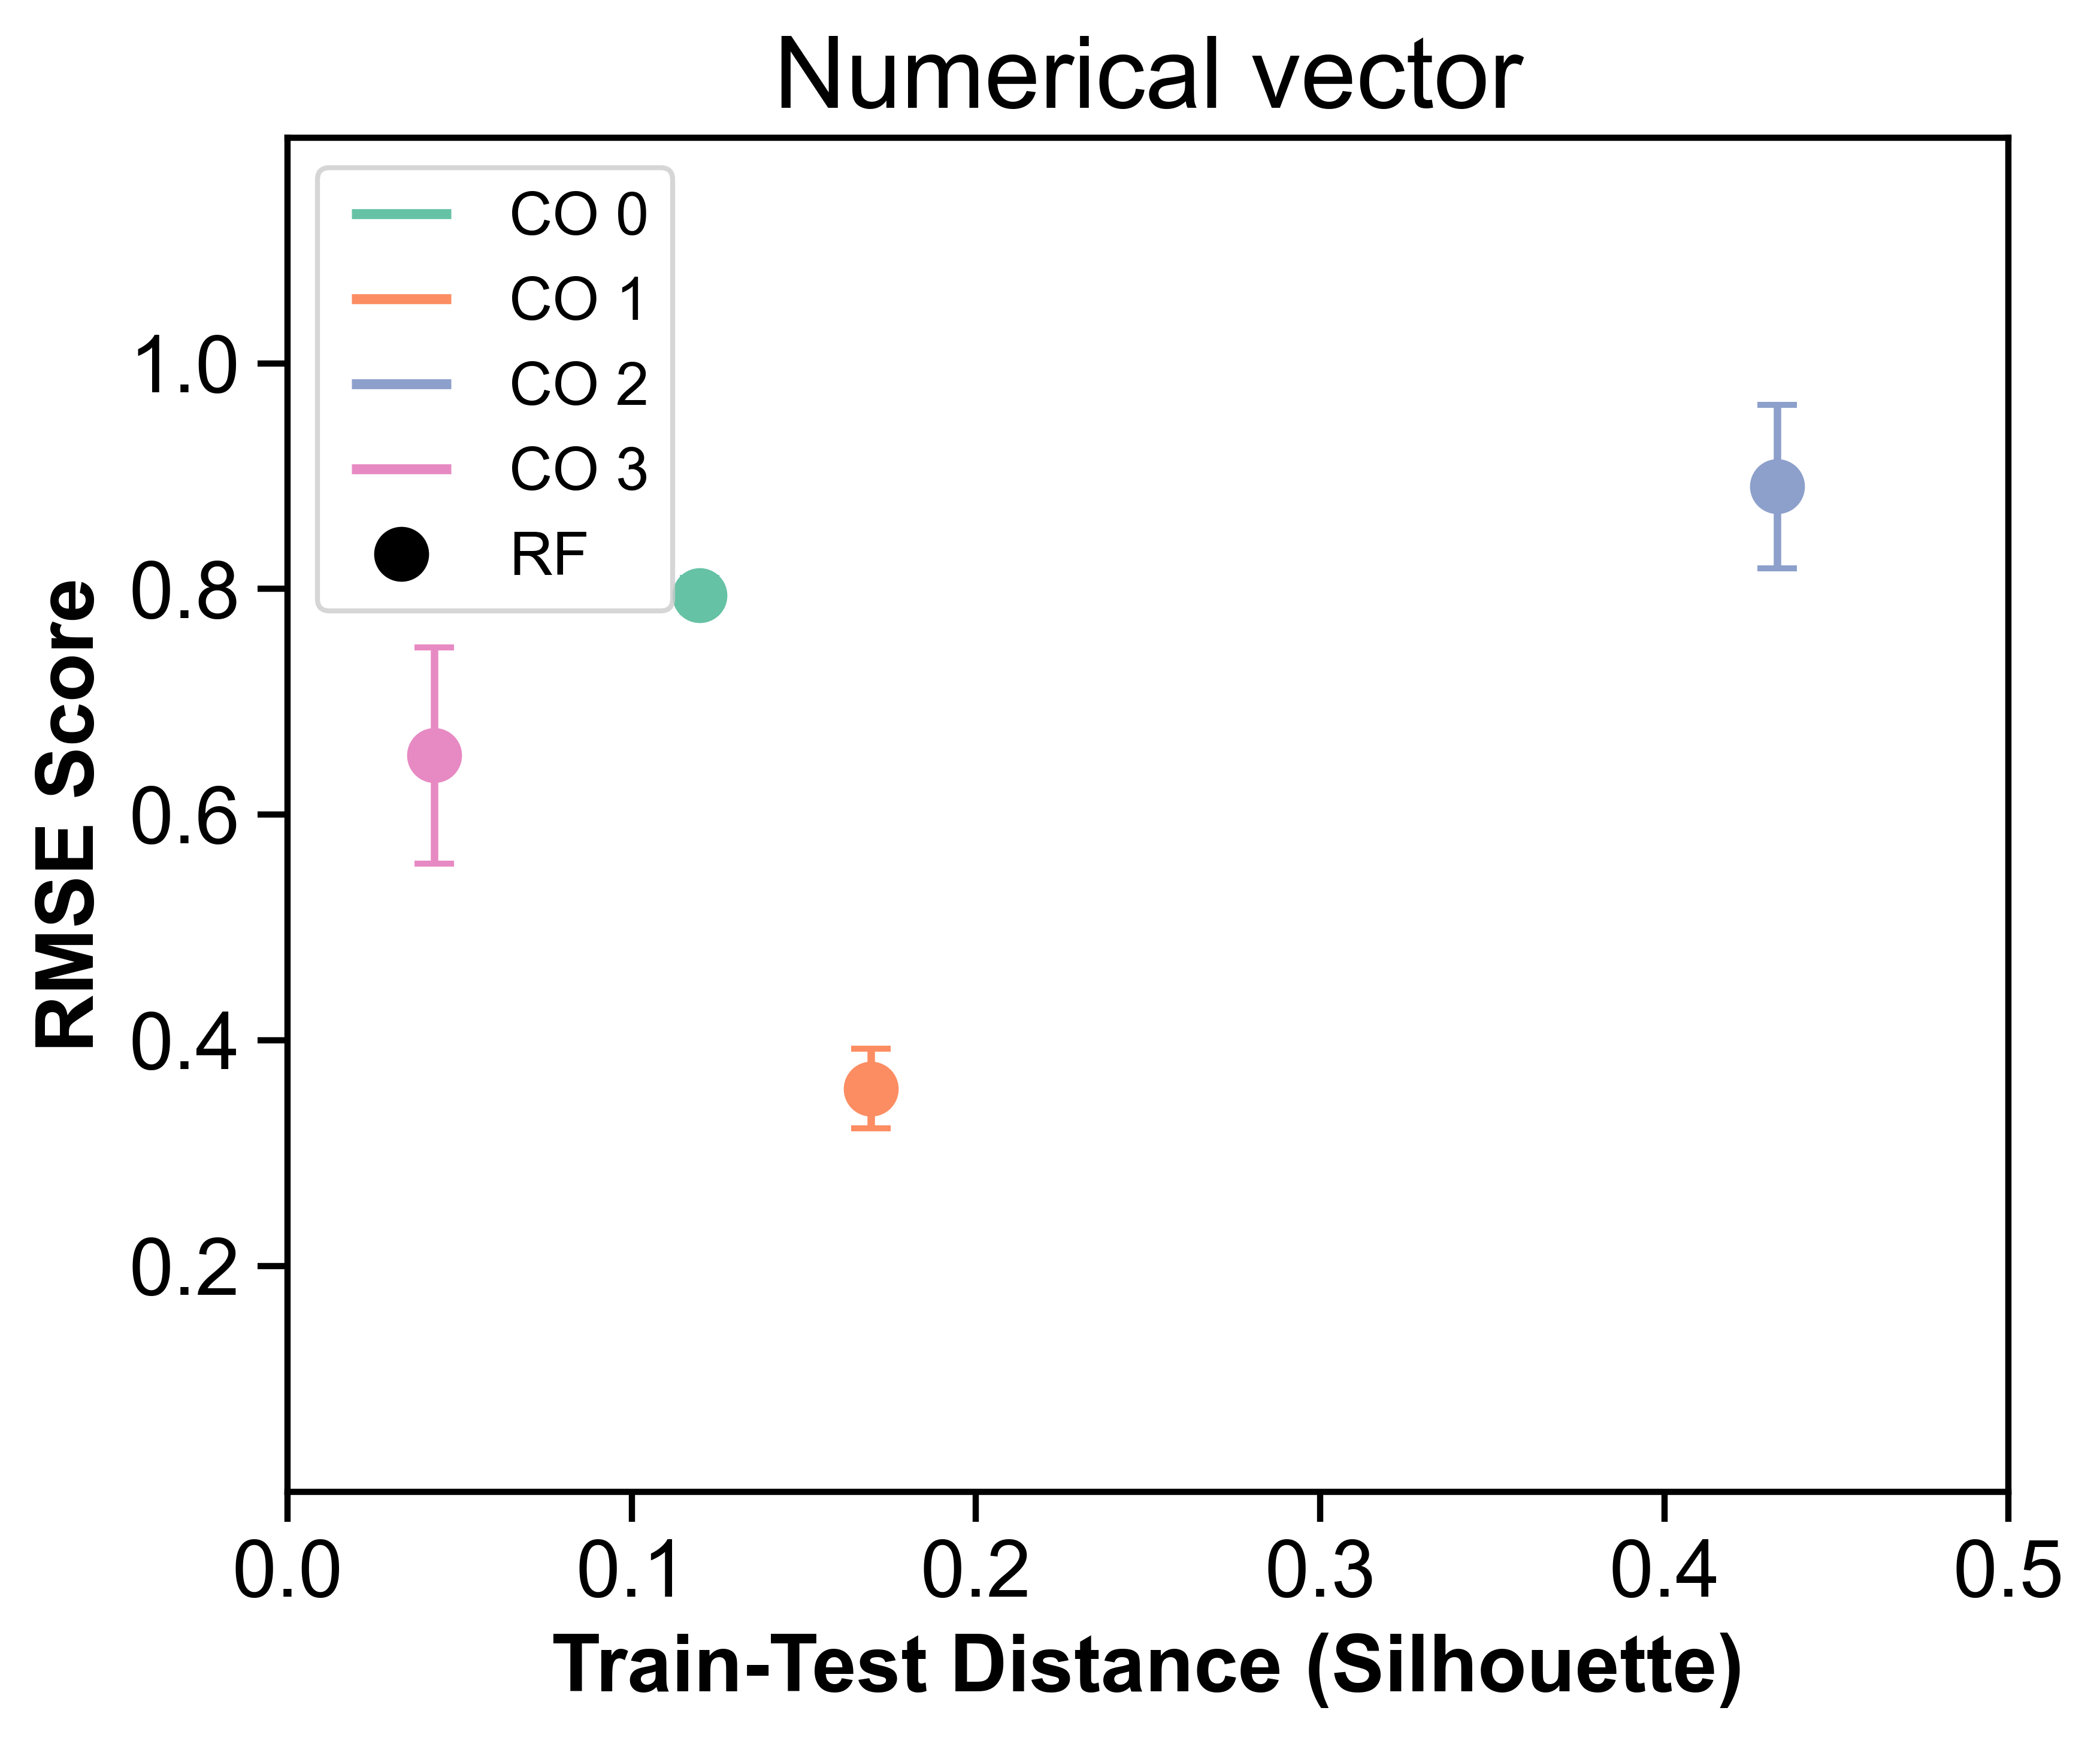 Numerical vector
CO 0
CO 1
CO 2
CO 3
RF
1.0
0.8
0.6
0.4
0.2
RMSE Score
0.0 0.1 0.2 0.3 0.4 0.5
Train-Test Distance (Silhouette)